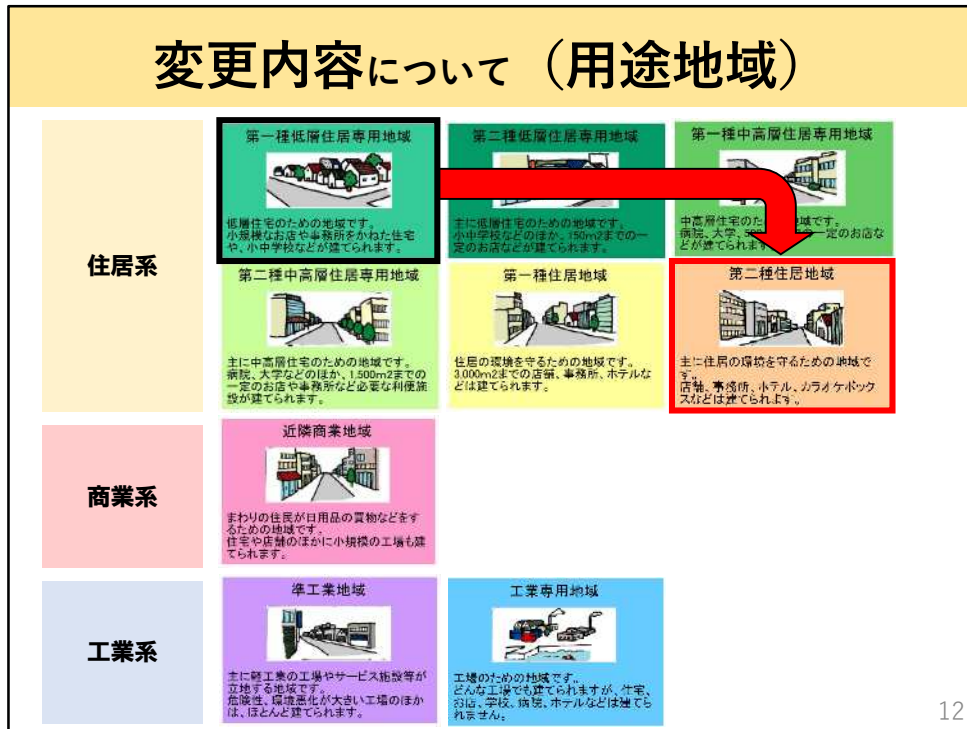 変更内容について（用途地域）
住居系
第一種低層住居専用地域
低層住宅のための地域です。
小規模なお店や事務所をかねた住宅
や、小中学校などが建てられます。
第二種低層住居専用地域
主に低層住宅のための地域です。
小中学校などのほか、150m2までの一
定のお店などが建てられます。
第一種中高層住居専用地域
中高層住宅のための地域です。
病院、大学、一定のお店な
どが建てられます。
第二種中高層住居専用地域
主に中高層住宅のための地域です。
病院、大学などのほか、1,500m2までの
一定のお店や事務所など必要な利便施
設が建てられます。
第一種住居地域
住居の環境を守るための地域です。
3,000m2までの店舗、事務所、ホテルな
どは建てられます。
第二種住居地域
主に住居の環境を守るための地域で
す。
店舗、事務所、ホテル、カラオケボック
スなどは建てられます。
商業系
近隣商業地域
まわりの住民が日用品の買物などをす
るための地域です。
住宅や店舗のほかに小規模の工場も建
てられます。
工業系
準工業地域
主に軽工業の工場やサービス施設等が
立地する地域です。
危険性、環境悪化が大きい工場のほか
は、ほとんど建てられます。
工業専用地域
工場のための地域です。
どんな工場でも建てられますが、住宅、
お店、学校、病院、ホテルなどは建てら
れません。
12